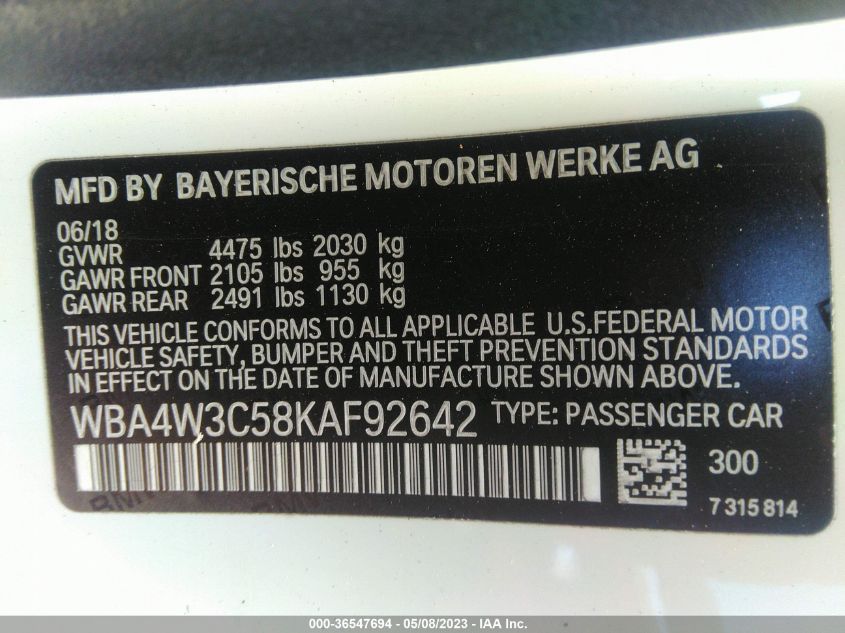 MFD BY BAYERISCHE MOTOREN WERKE AG
06/18
GVWR 4475 lbs 2030 kg
GAWR FRONT 2105 lbs 955 kg
GAWR REAR 2491 lbs 1130 kg
THIS VEHICLE CONFORMS TO ALL APPLICABLE U.S.FEDERAL MOTOR
VEHICLE SAFETY, BUMPER AND THEFT PREVENTION STANDARDS
IN EFFECT ON THE DATE OF MANUFACTURE SHOWN ABOVE.
WBA4W3C58KAF92642 TYPE: PASSENGER CAR
300
7 315 814
000-36547694 - 05/08/2023 - IAA Inc.